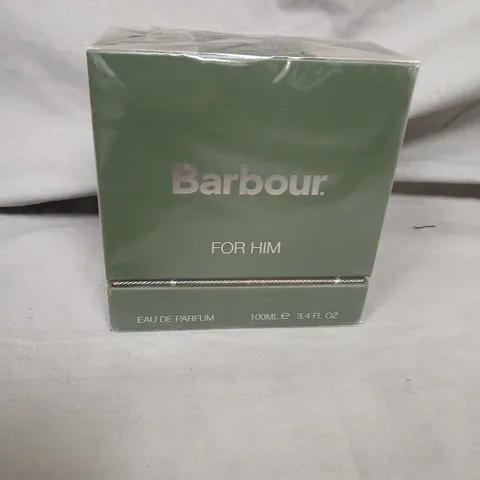 Barbour.
FOR HIM
EAU DE PARFUM 100ML ℮ 3.4 FL OZ